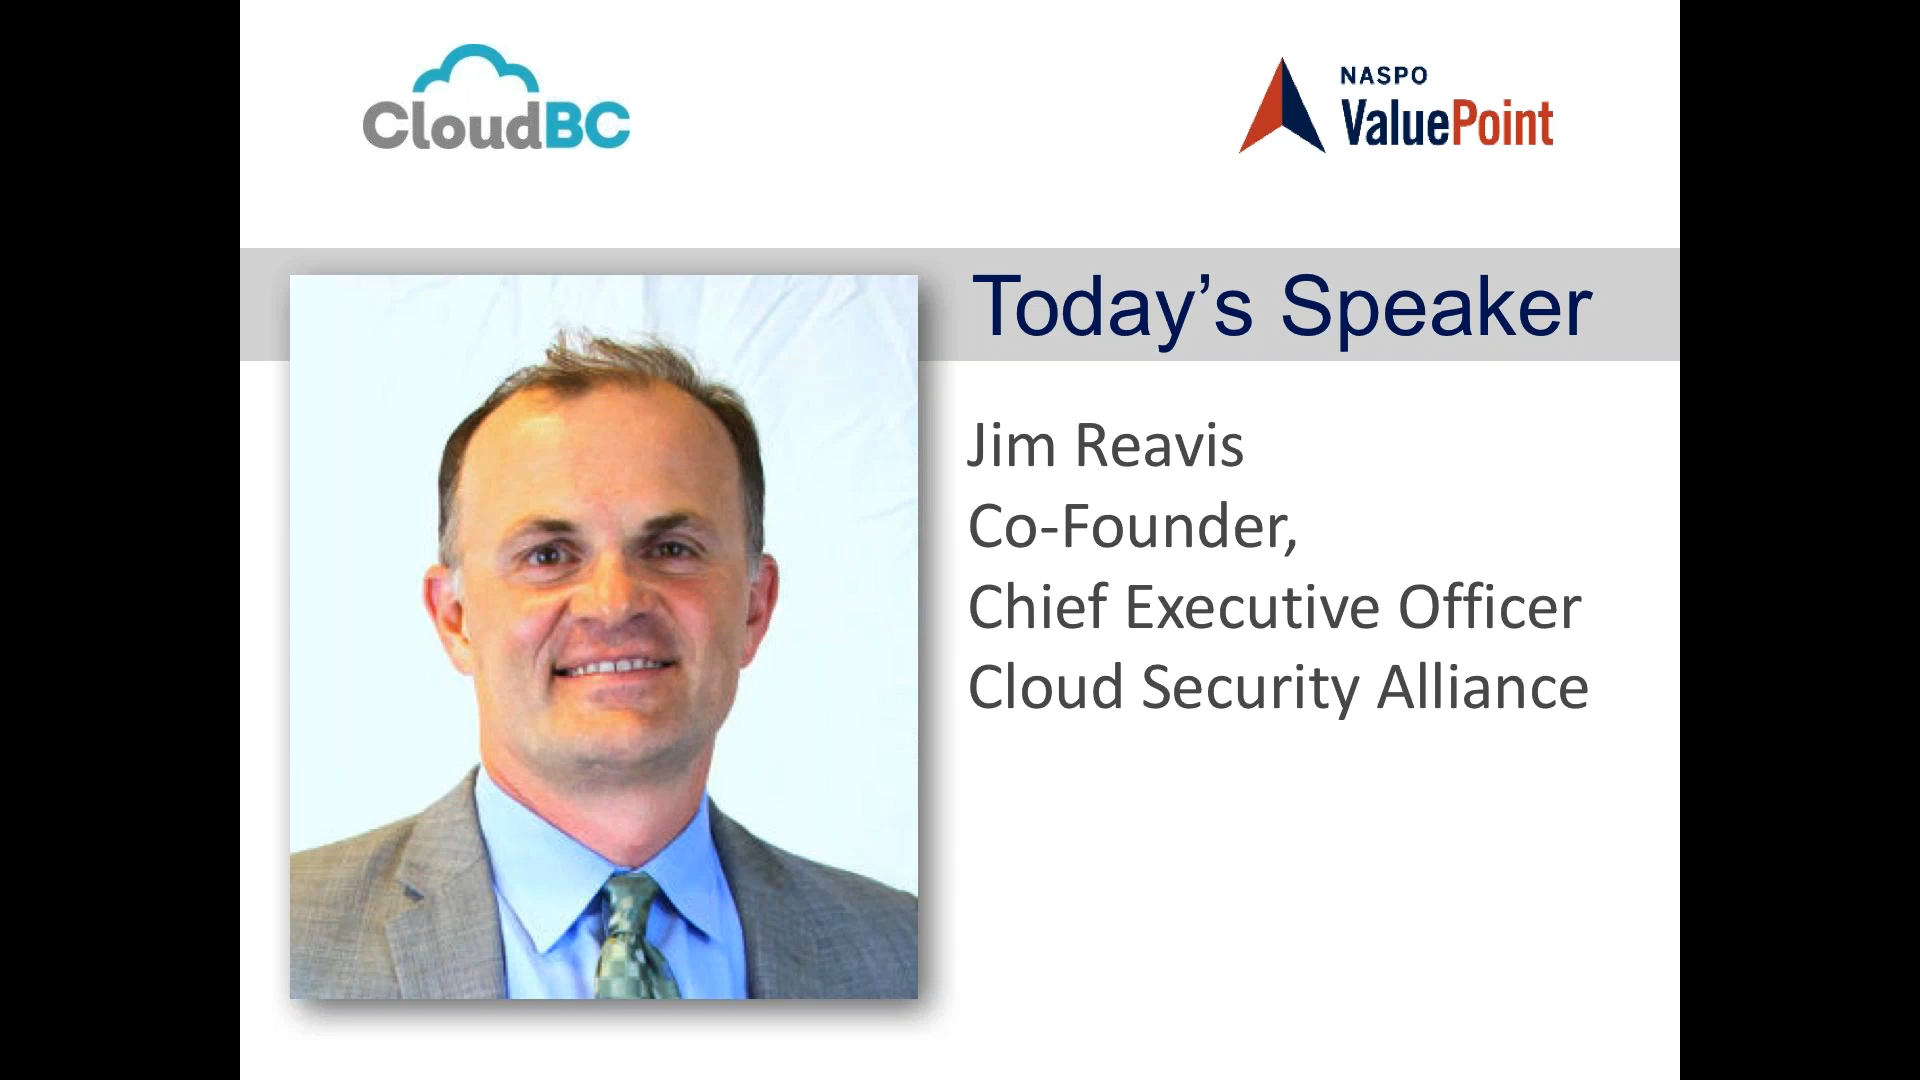 CloudBC
NASPO
ValuePoint
Today’s Speaker
Jim Reavis
Co-Founder,
Chief Executive Officer
Cloud Security Alliance